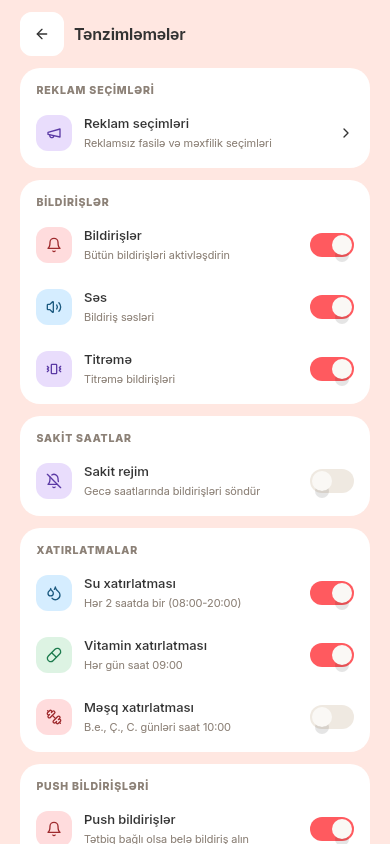 Tənzimləmələr
REKLAM SEÇİMLƏRİ
Reklam seçimləri
Reklamsız fasilə və məxfilik seçimləri
BİLDİRİŞLƏR
Bildirişlər
Bütün bildirişləri aktivləşdirin
Səs
Bildiriş səsləri
Titrəmə
Titrəmə bildirişləri
SAKİT SAATLAR
Sakit rejim
Gecə saatlarında bildirişləri söndür
XATIRLATMALAR
Su xatırlatması
Hər 2 saatda bir (08:00-20:00)
Vitamin xatırlatması
Hər gün saat 09:00
Məşq xatırlatması
B.e., Ç., C. günləri saat 10:00
PUSH BİLDİRİŞLƏRİ
Push bildirişlər
Tətbiq bağlı olsa belə bildiriş alın